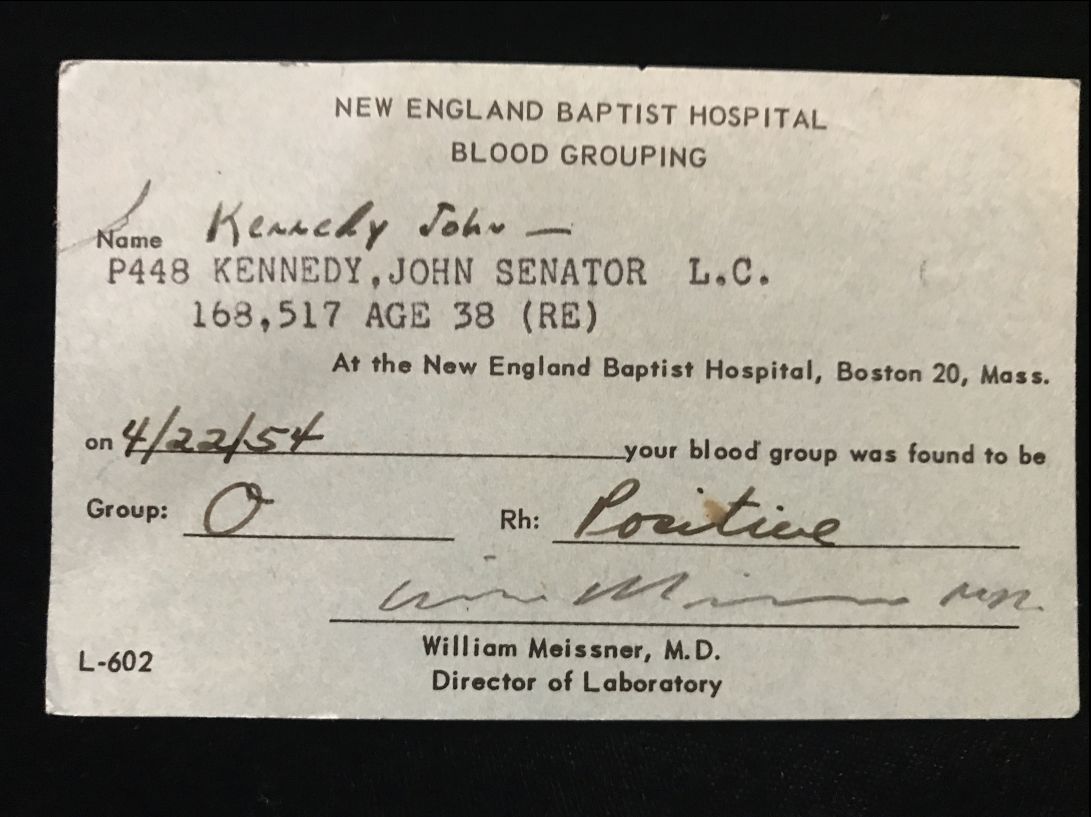 NEW ENGLAND BAPTIST HOSPITAL
BLOOD GROUPING
Name Kennedy John —
P448 KENNEDY,JOHN SENATOR L.C.
168,517 AGE 38 (RE)
At the New England Baptist Hospital, Boston 20, Mass.
on 4/22/54 your blood group was found to be
Group: O Rh: Positive
William Meissner, M.D.
Director of Laboratory
L-602